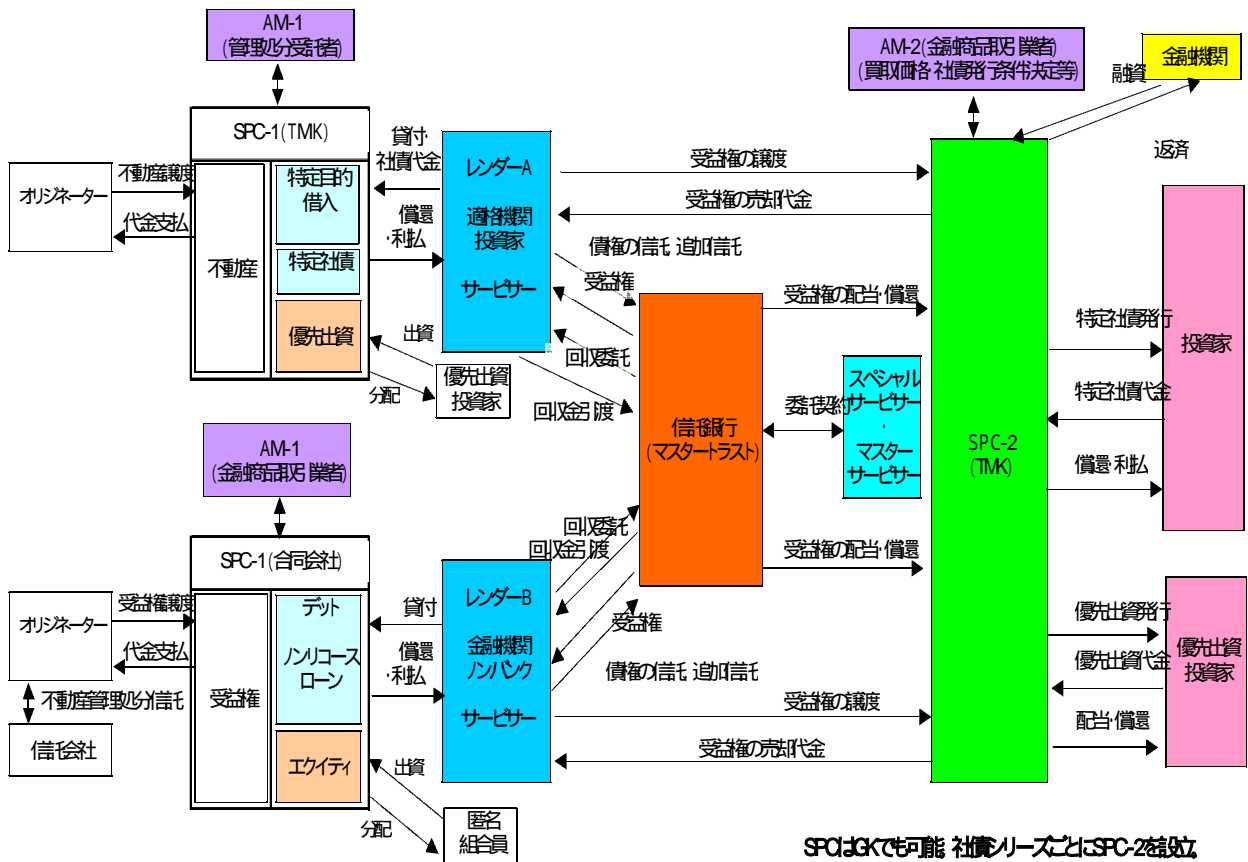 AM-1
(管理処分受託者)
AM-2(金融商品取引業者)
(買取価格・社債発行条件決定等)
金融機関
融資
返済
SPC-1(TMK)
オリジネーター
不動産譲渡
代金支払
不動産
特定目的
借入
特定社債
優先出資
貸付・
社債代金
償還
・利払
出資
分配
優先出資
投資家
レンダーA
適格機関
投資家
サービサー
受益権の譲渡
受益権の売却代金
債権の信託、追加信託
受益権
回収委託
回収金引渡
受益権の配当・償還
信託銀行
(マスタートラスト)
委託契約
スペシャル
サービサー
・
マスター
サービサー
SPC-2
(TMK)
特定社債発行
特定社債代金
償還・利払
投資家
AM-1
(金融商品取引業者)
SPC-1(合同会社)
オリジネーター
受益権譲渡
代金支払
不動産管理処分信託
信託会社
受益権
デット
ノンリコース
ローン
エクイティ
貸付
償還
・利払
出資
分配
匿名
組合員
レンダーB
金融機関
ノンバンク
サービサー
回収委託
回収金引渡
受益権
債権の信託、追加信託
受益権の配当・償還
受益権の譲渡
受益権の売却代金
優先出資発行
優先出資代金
配当・償還
優先出資
投資家
SPCはGKでも可能。社債シリーズごとにSPC-2を設立。